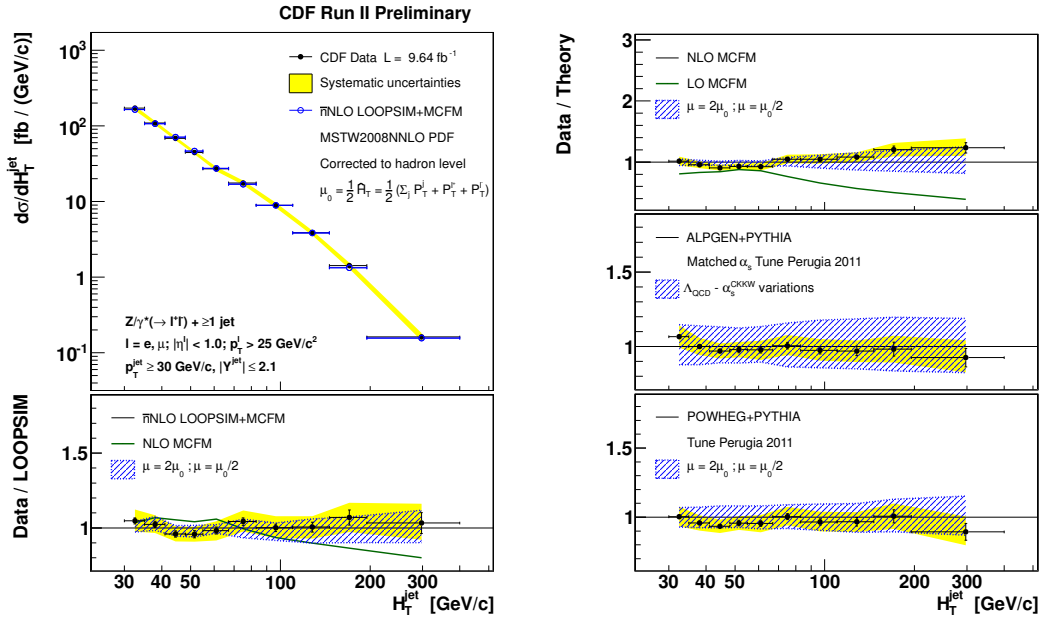 CDF Run II Preliminary
dσ/dH_T^jet [fb / (GeV/c)]
10³
10²
10
1
10⁻¹
CDF Data L = 9.64 fb⁻¹
Systematic uncertainties
n̄NLO LOOPSIM+MCFM
MSTW2008NNLO PDF
Corrected to hadron level
μ₀ = 1/2 Ĥ_T = 1/2 (Σ_j P_T^j + P_T^l⁺ + P_T^l⁻)
Z/γ*(→ l⁺l⁻) + ≥1 jet
l = e, μ; |η^l| < 1.0; p_T^l > 25 GeV/c²
p_T^jet ≥ 30 GeV/c, |Y^jet| ≤ 2.1
Data / LOOPSIM
1.5
1
n̄NLO LOOPSIM+MCFM
NLO MCFM
μ = 2μ₀ ; μ = μ₀/2
30 40 100 200 300
H_T^jet [GeV/c]
Data / Theory
3
2
1
NLO MCFM
LO MCFM
μ = 2μ₀ ; μ = μ₀/2
1.5
1
ALPGEN+PYTHIA
Matched α_s Tune Perugia 2011
Λ_QCD - α_s^CKKW variations
1.5
1
POWHEG+PYTHIA
Tune Perugia 2011
μ = 2μ₀ ; μ = μ₀/2
30 40 100 200 300
H_T^jet [GeV/c]